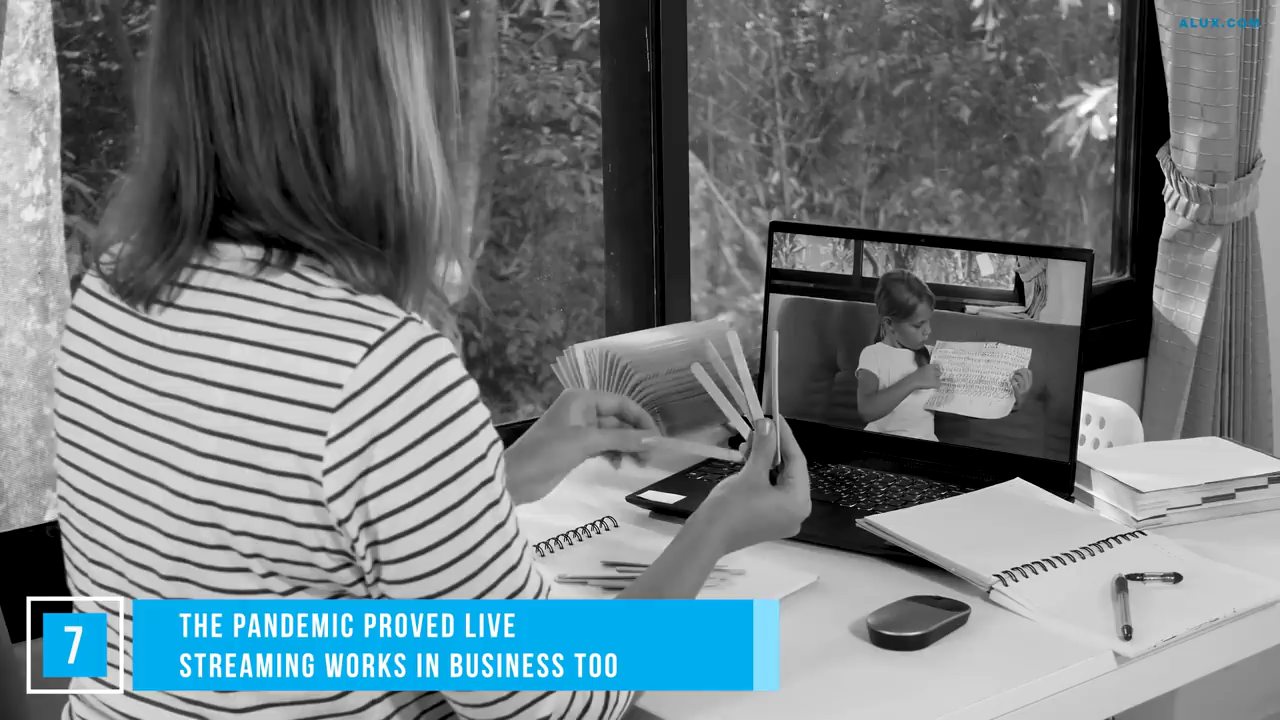 ALUX.COM
7
THE PANDEMIC PROVED LIVE
STREAMING WORKS IN BUSINESS TOO